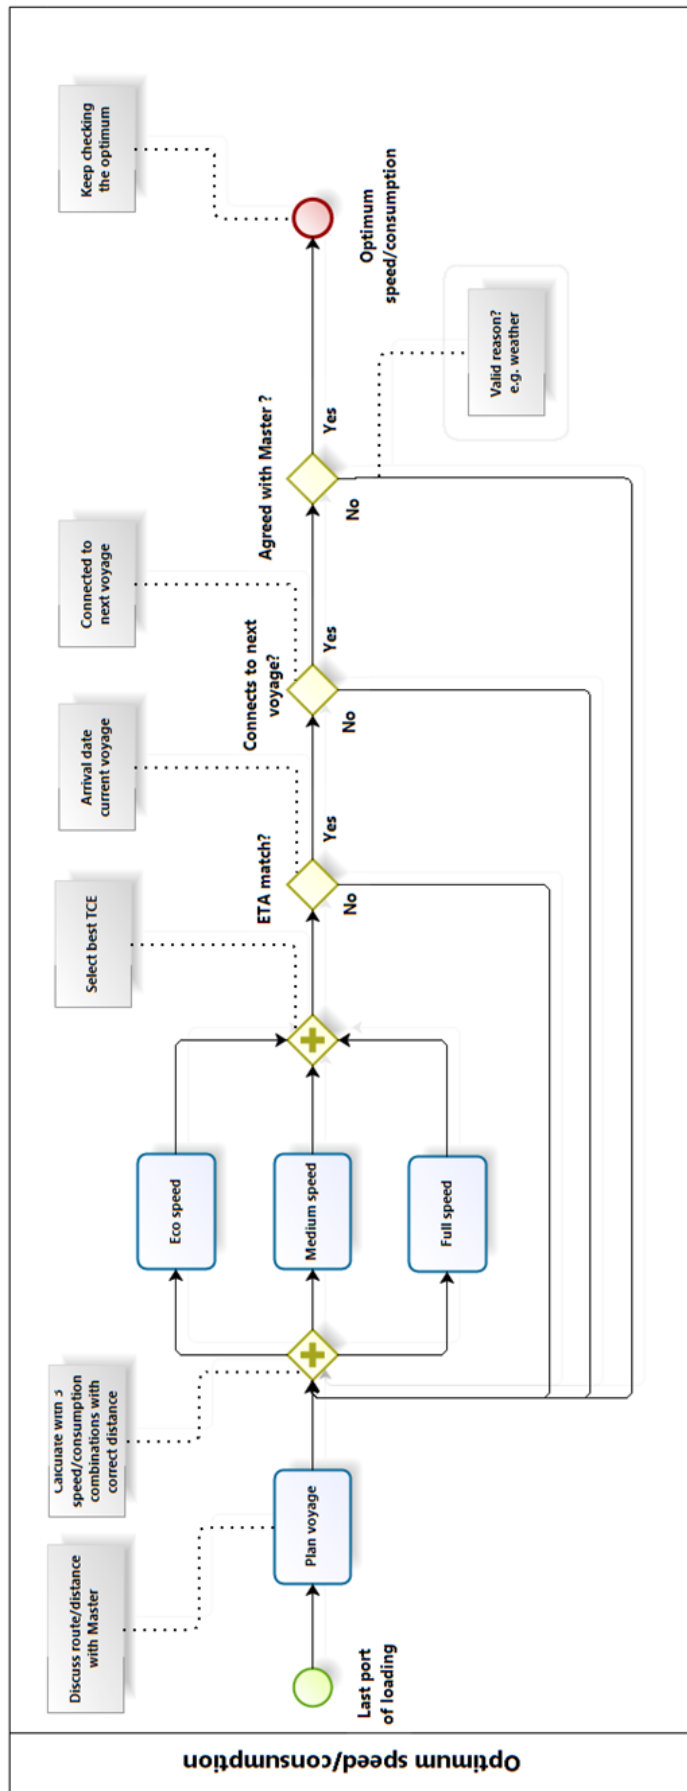 Optimum speed/consumption
Last port
of loading
Discuss route/distance
with Master
Plan voyage
Calculate with 3
speed/consumption
combinations with
correct distance
Eco speed
Medium speed
Full speed
Select best TCE
ETA match?
Yes
No
Arrival date
current voyage
Connects to next
voyage?
Yes
No
Connected to
next voyage
Agreed with Master ?
Yes
No
Valid reason?
e.g. weather
Optimum
speed/consumption
Keep checking
the optimum